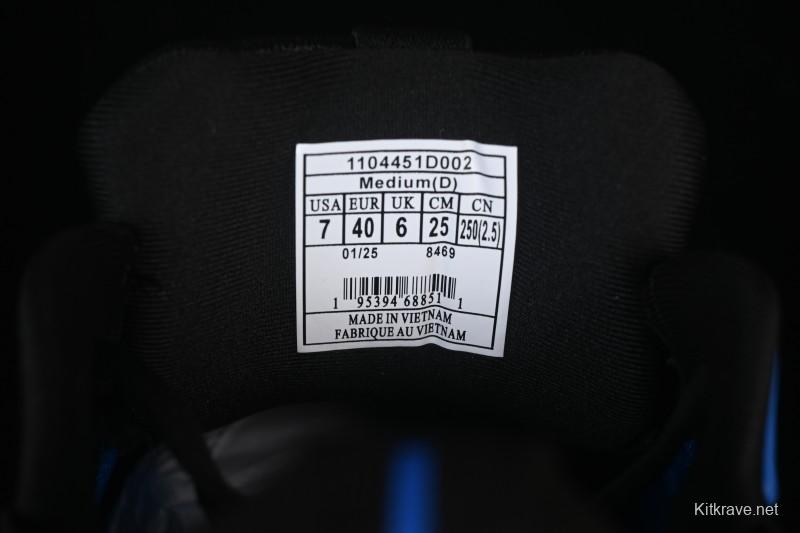 1104451D002
Medium(D)
USA EUR UK CM CN
7 40 6 25 250(2.5)
01/25 8469
1 95394 68851 1
MADE IN VIETNAM
FABRIQUE AU VIETNAM
Kitkrave.net